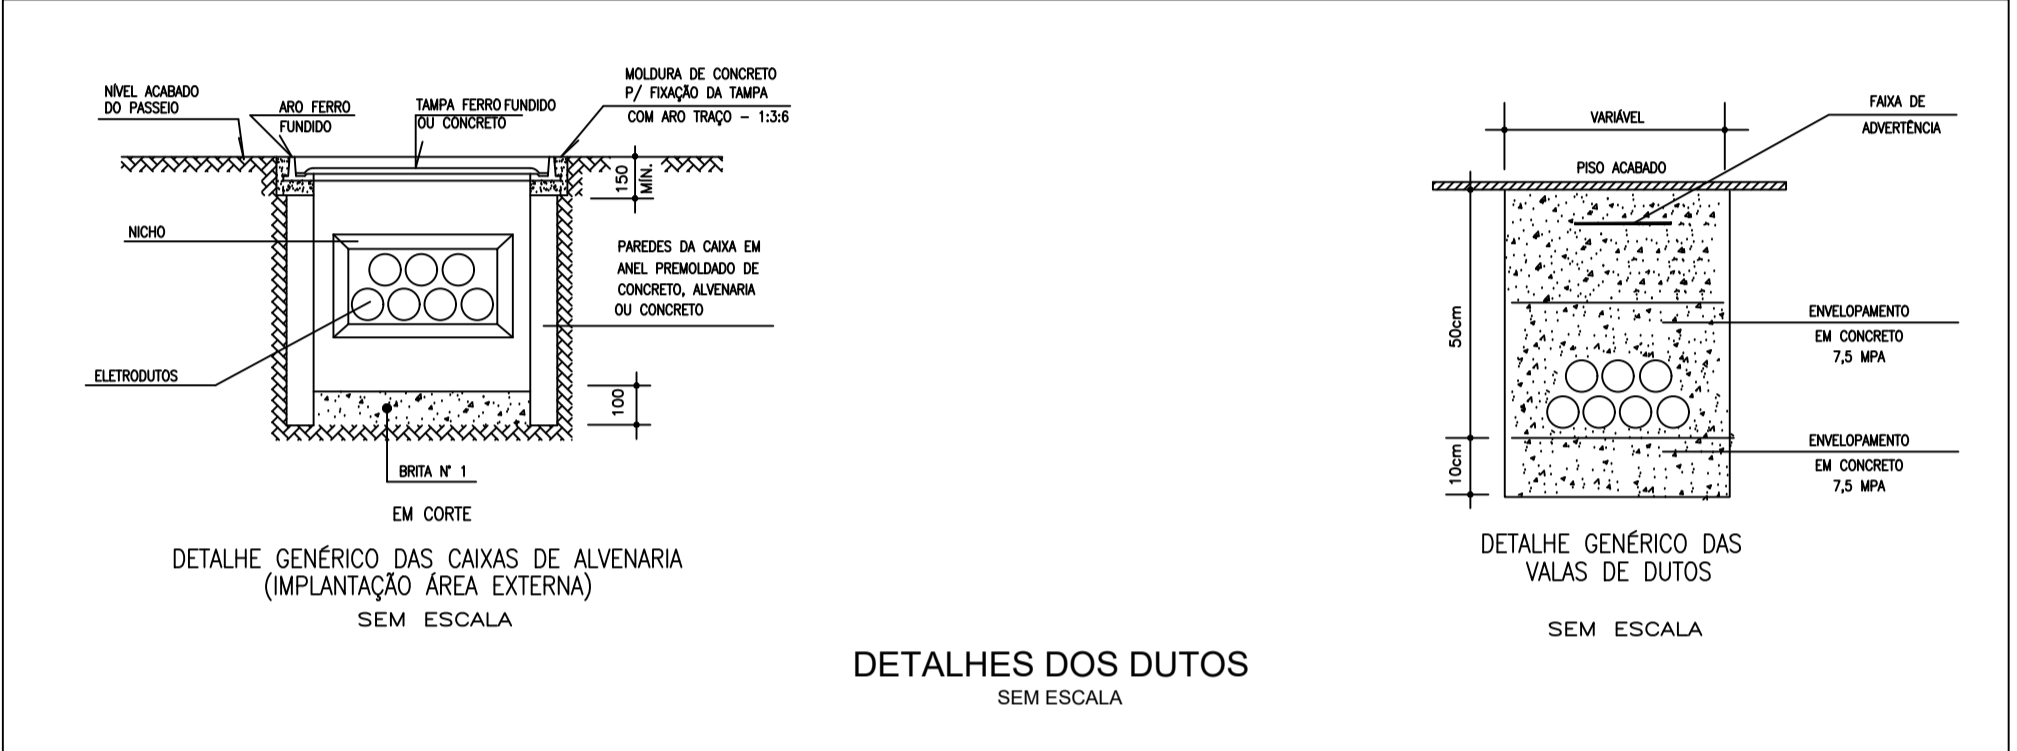 NÍVEL ACABADO
DO PASSEIO
ARO FERRO
FUNDIDO
TAMPA FERRO FUNDIDO
OU CONCRETO
MOLDURA DE CONCRETO
P/ FIXAÇÃO DA TAMPA
COM ARO TRAÇO - 1:3:6
150
MÍN.
NICHO
PAREDES DA CAIXA EM
ANEL PREMOLDADO DE
CONCRETO, ALVENARIA
OU CONCRETO
ELETRODUTOS
100
BRITA N° 1
EM CORTE
DETALHE GENÉRICO DAS CAIXAS DE ALVENARIA
(IMPLANTAÇÃO ÁREA EXTERNA)
SEM ESCALA
VARIÁVEL
FAIXA DE
ADVERTÊNCIA
PISO ACABADO
50cm
ENVELOPAMENTO
EM CONCRETO
7,5 MPA
10cm
ENVELOPAMENTO
EM CONCRETO
7,5 MPA
DETALHE GENÉRICO DAS
VALAS DE DUTOS
SEM ESCALA
DETALHES DOS DUTOS
SEM ESCALA